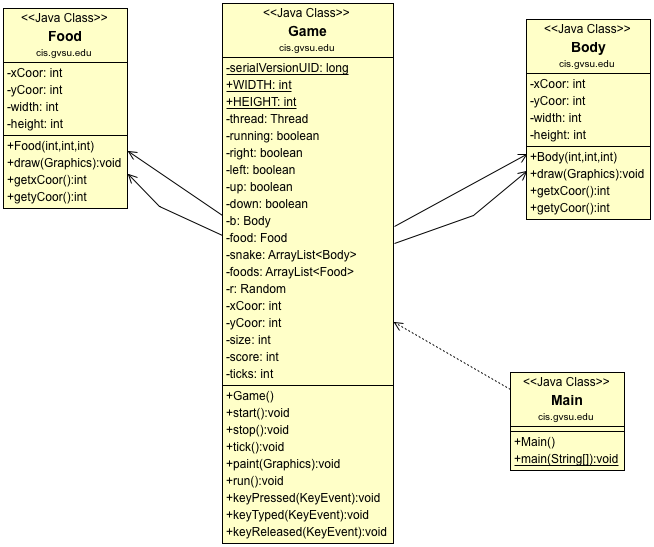 <<Java Class>>
Food
cis.gvsu.edu
-xCoor: int
-yCoor: int
-width: int
-height: int
+Food(int,int,int)
+draw(Graphics):void
+getxCoor():int
+getyCoor():int
<<Java Class>>
Game
cis.gvsu.edu
-serialVersionUID: long
+WIDTH: int
+HEIGHT: int
-thread: Thread
-running: boolean
-right: boolean
-left: boolean
-up: boolean
-down: boolean
-b: Body
-food: Food
-snake: ArrayList<Body>
-foods: ArrayList<Food>
-r: Random
-xCoor: int
-yCoor: int
-size: int
-score: int
-ticks: int
+Game()
+start():void
+stop():void
+tick():void
+paint(Graphics):void
+run():void
+keyPressed(KeyEvent):void
+keyTyped(KeyEvent):void
+keyReleased(KeyEvent):void
<<Java Class>>
Body
cis.gvsu.edu
-xCoor: int
-yCoor: int
-width: int
-height: int
+Body(int,int,int)
+draw(Graphics):void
+getxCoor():int
+getyCoor():int
<<Java Class>>
Main
cis.gvsu.edu
+Main()
+main(String[]):void